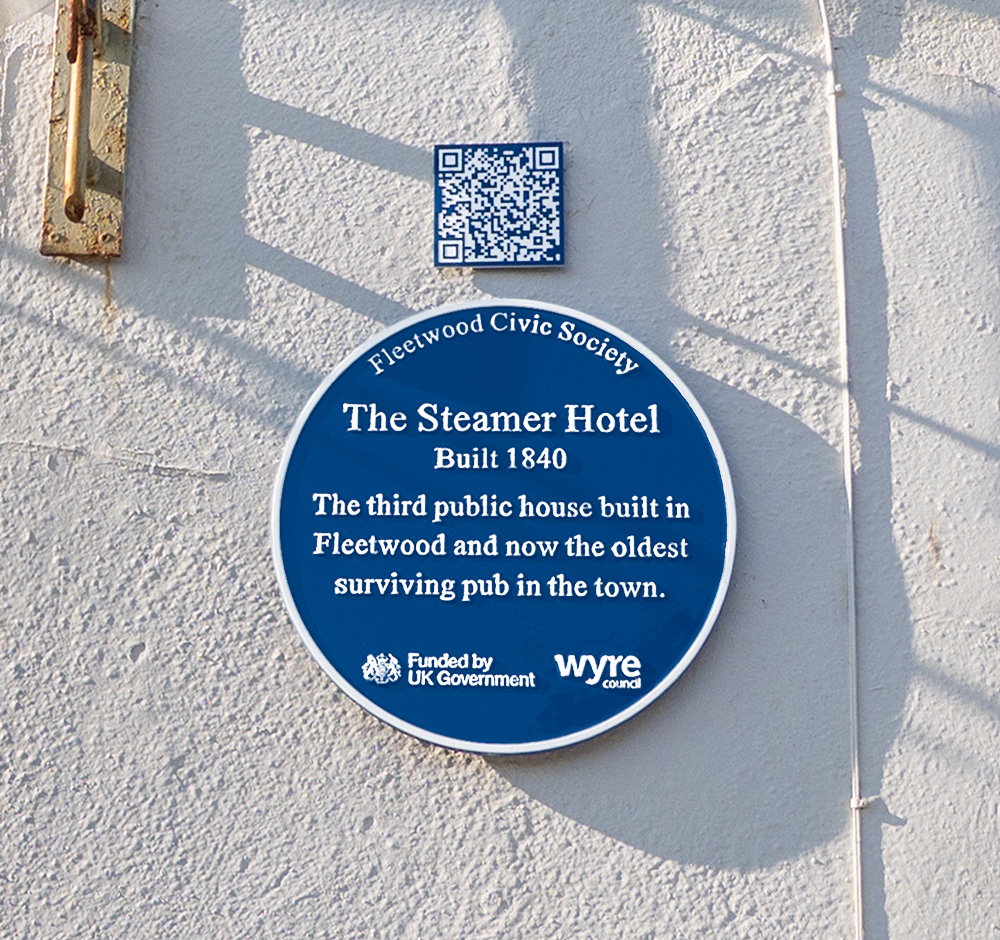 Fleetwood Civic Society
The Steamer Hotel
Built 1840
The third public house built in
Fleetwood and now the oldest
surviving pub in the town.
Funded by
UK Government
wyre
council